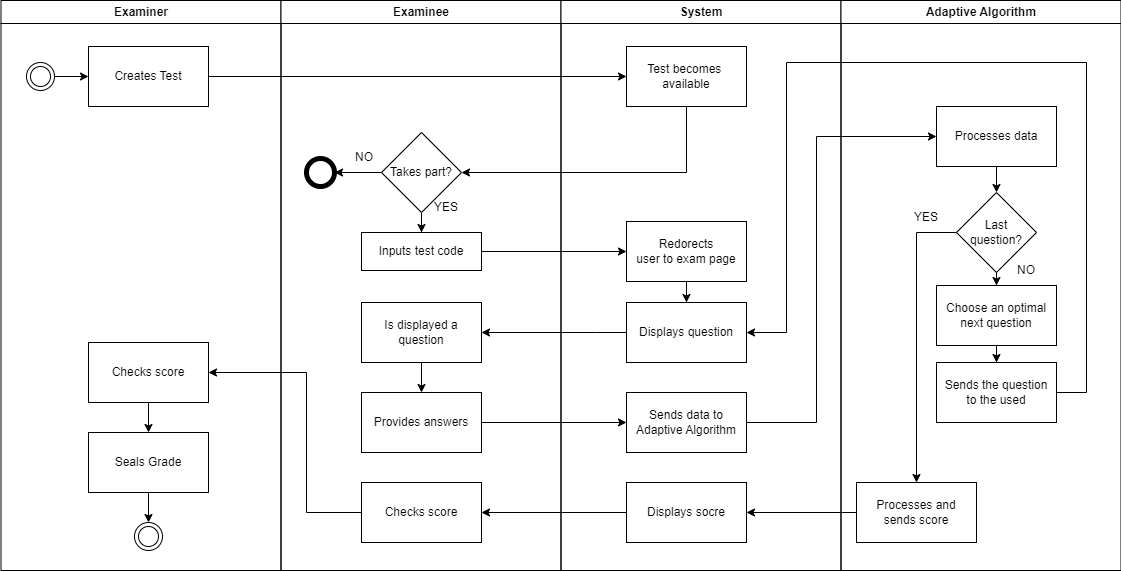 Examiner
Examinee
System
Adaptive Algorithm
Creates Test
Test becomes
available
Processes data
NO
Takes part?
YES
YES
Last
question?
NO
Inputs test code
Redorects
user to exam page
Choose an optimal
next question
Is displayed a
question
Displays question
Checks score
Sends the question
to the used
Provides answers
Sends data to
Adaptive Algorithm
Seals Grade
Checks score
Displays socre
Processes and
sends score